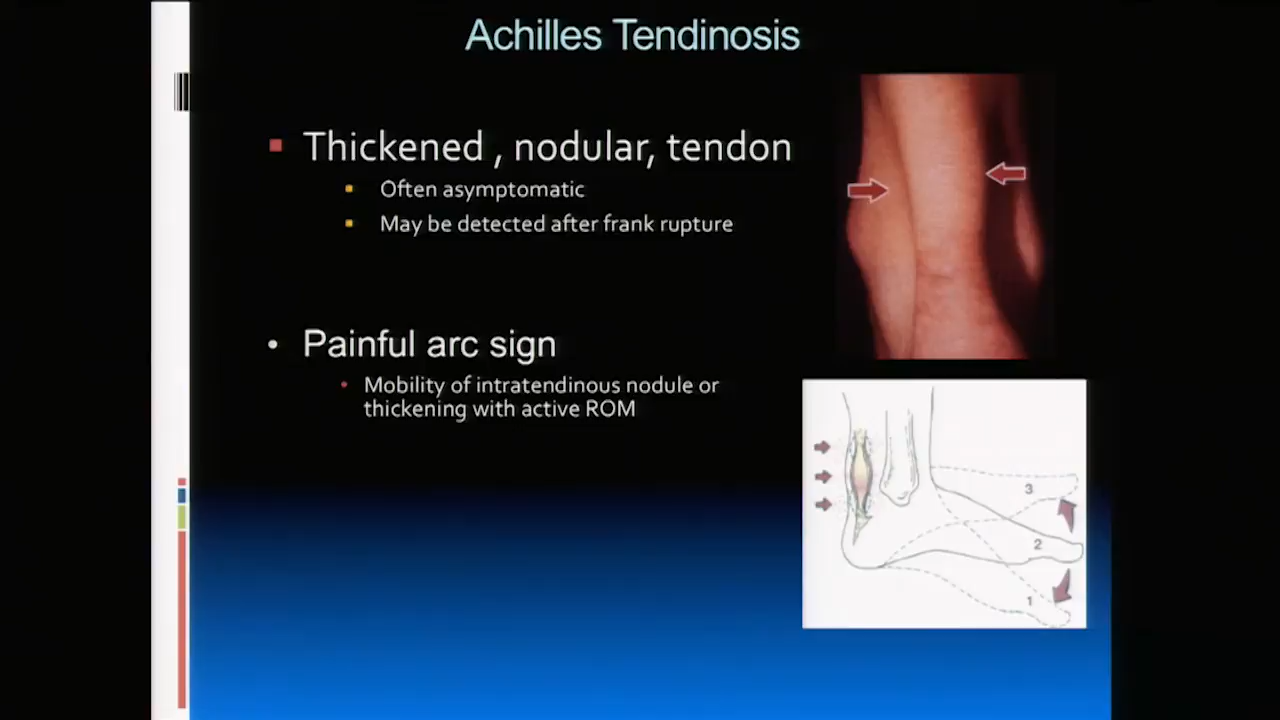 Achilles Tendinosis
Thickened , nodular, tendon
Often asymptomatic
May be detected after frank rupture
Painful arc sign
Mobility of intratendinous nodule or
thickening with active ROM
3
2
1